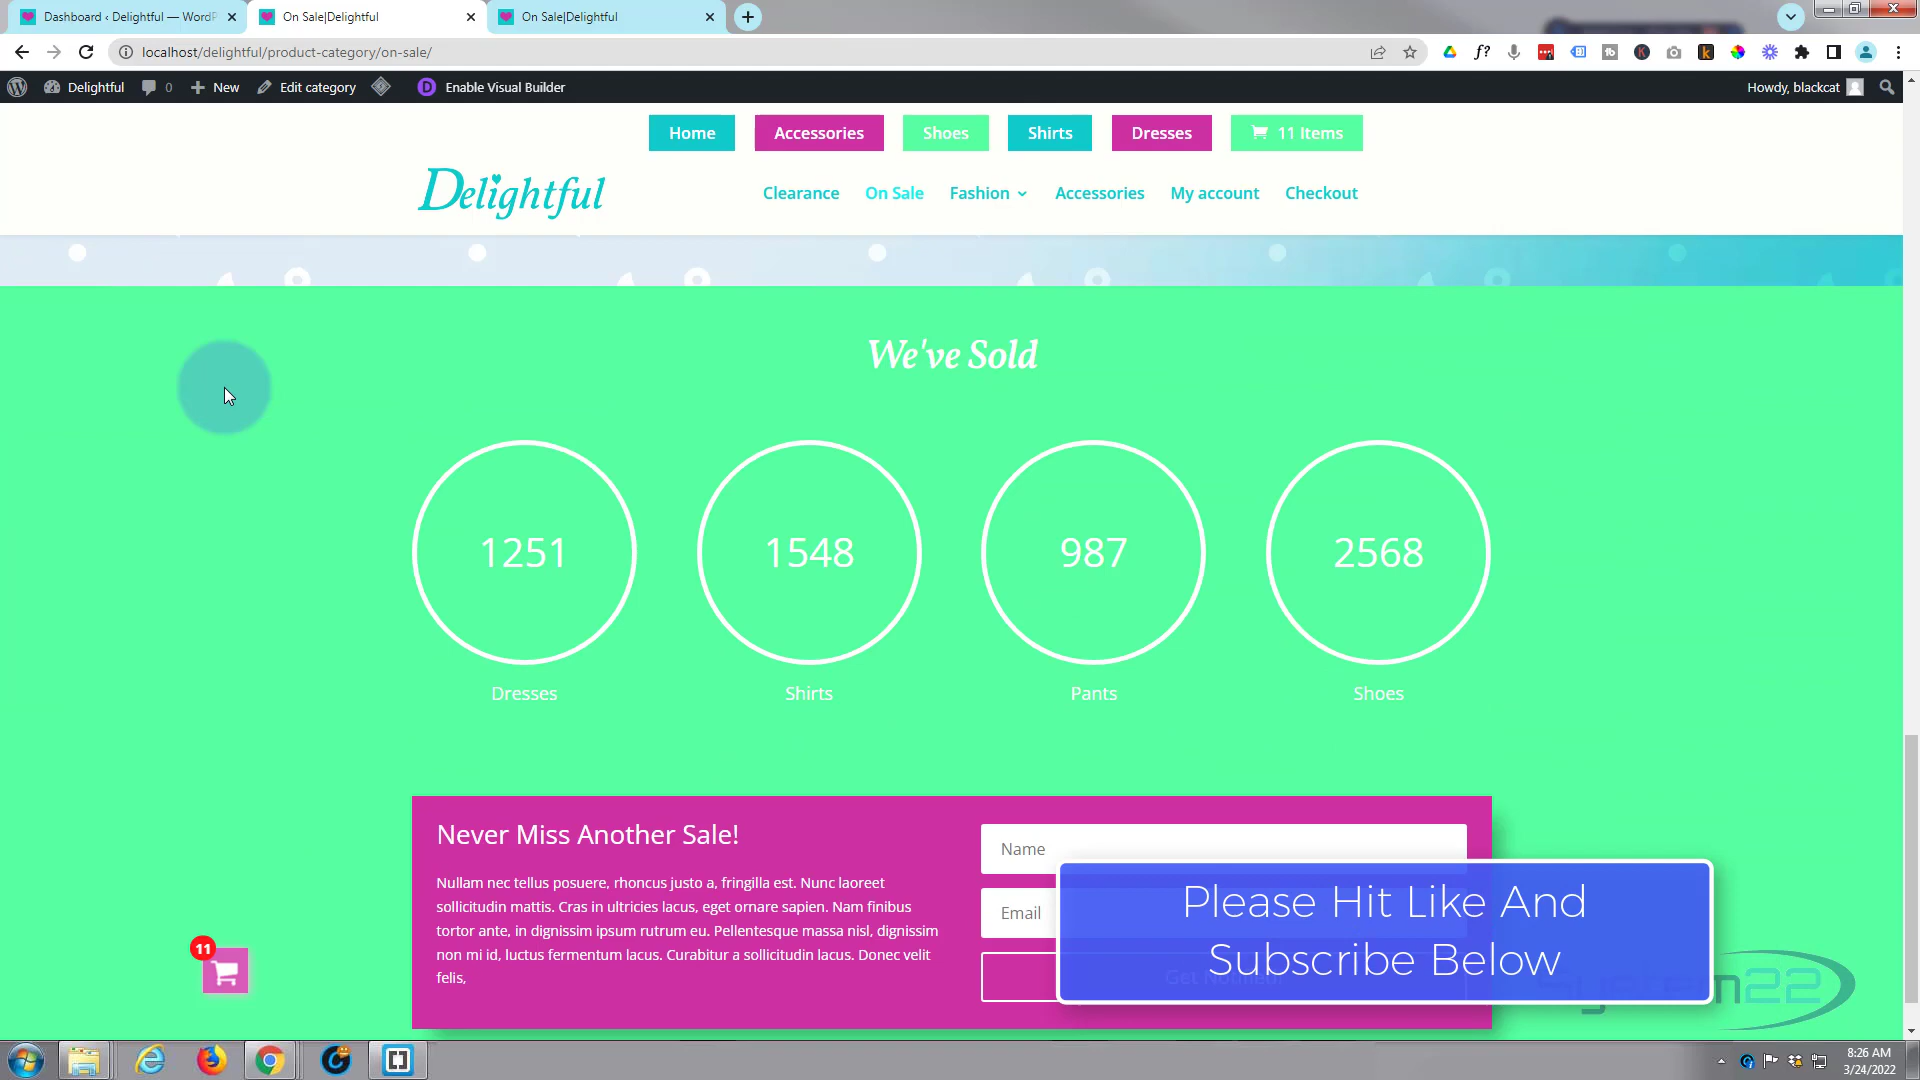 Dashboard ‹ Delightful — WordP
On Sale|Delightful
On Sale|Delightful
localhost/delightful/product-category/on-sale/
Delightful
0
New
Edit category
Enable Visual Builder
Howdy, blackcat
Home
Accessories
Shoes
Shirts
Dresses
11 Items
Delightful
Clearance
On Sale
Fashion
Accessories
My account
Checkout
We've Sold
1251
1548
987
2568
Dresses
Shirts
Pants
Shoes
Never Miss Another Sale!
Nullam nec tellus posuere, rhoncus justo a, fringilla est. Nunc laoreet
sollicitudin mattis. Cras in ultricies lacus, eget ornare sapien. Nam finibus
tortor ante, in dignissim ipsum rutrum eu. Pellentesque massa nisl, dignissim
non mi id, luctus fermentum lacus. Curabitur a sollicitudin lacus. Donec velit
felis,
Name
Email
Please Hit Like And
Subscribe Below
11
8:26 AM
3/24/2022